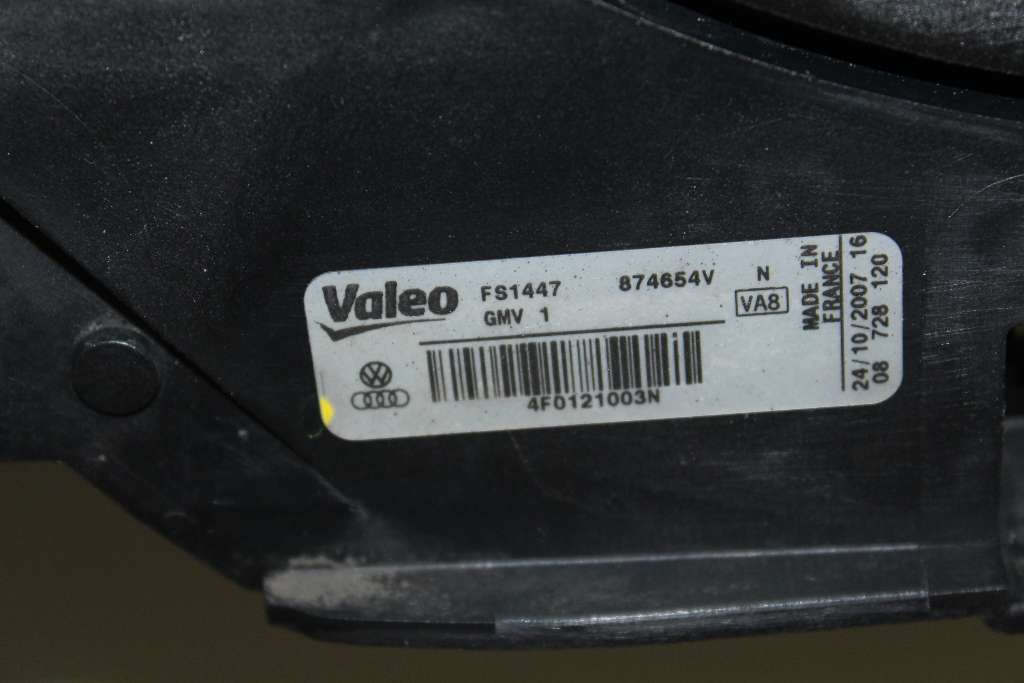 Valeo FS1447 874654V N
GMV 1 VA8
4F0121003N
MADE IN
FRANCE
24/10/2007 16
08 728 120